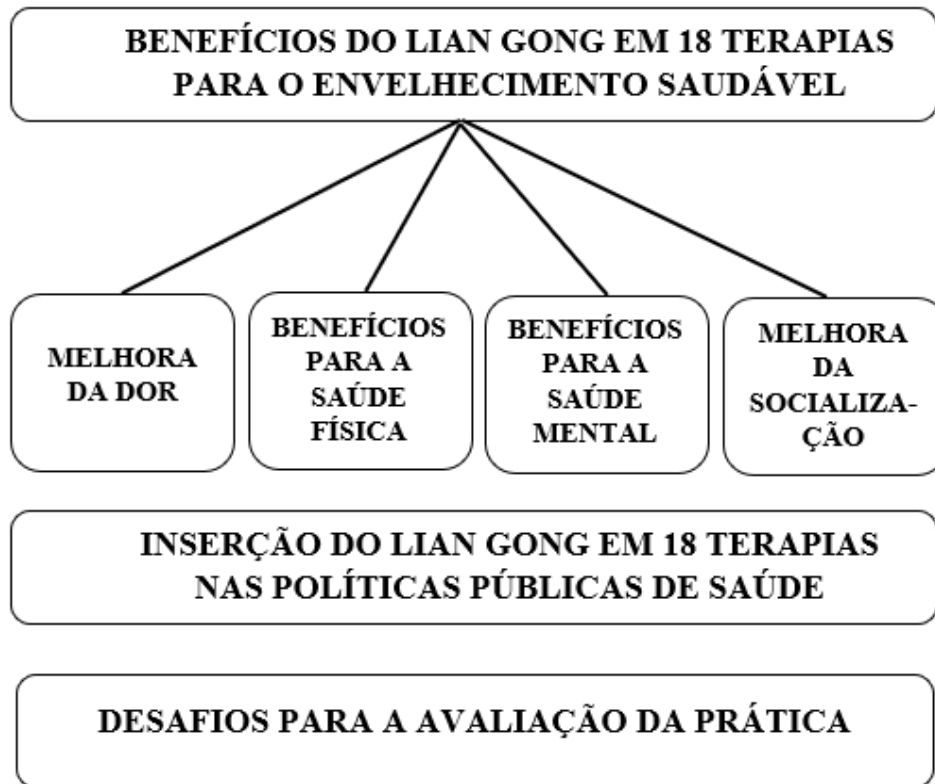 BENEFÍCIOS DO LIAN GONG EM 18 TERAPIAS
PARA O ENVELHECIMENTO SAUDÁVEL
MELHORA
DA DOR
BENEFÍCIOS
PARA A
SAÚDE
FÍSICA
BENEFÍCIOS
PARA A
SAÚDE
MENTAL
MELHORA
DA
SOCIALIZA-
ÇÃO
INSERÇÃO DO LIAN GONG EM 18 TERAPIAS
NAS POLÍTICAS PÚBLICAS DE SAÚDE
DESAFIOS PARA A AVALIAÇÃO DA PRÁTICA